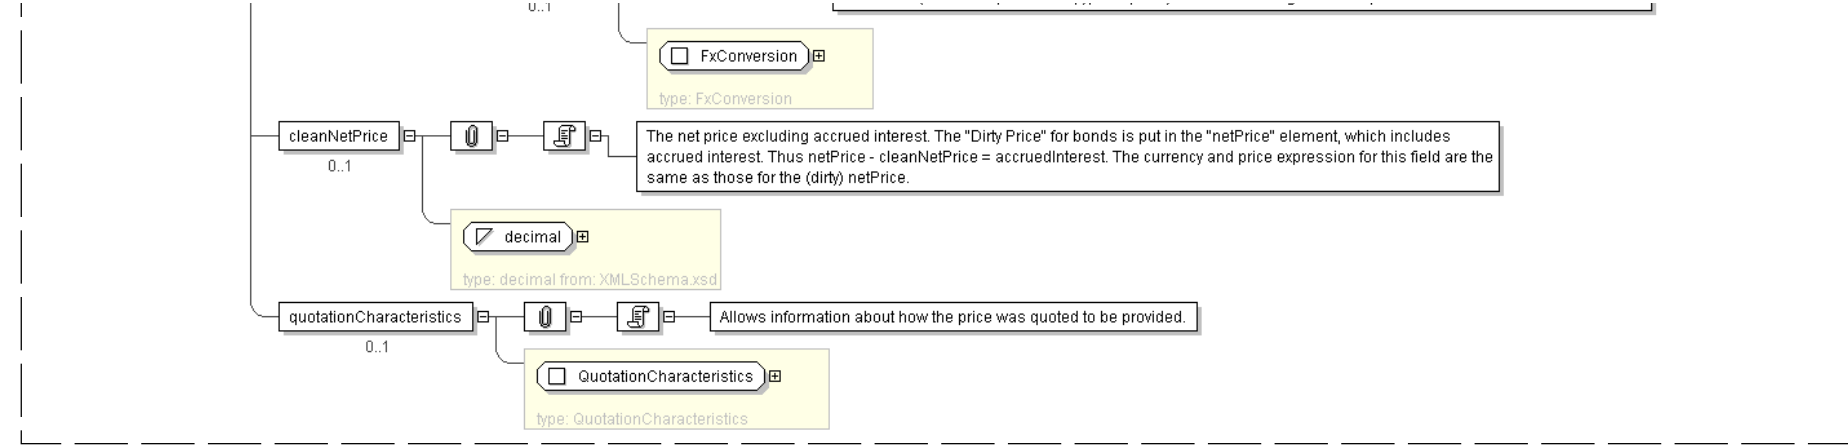 0..1
FxConversion
type: FxConversion
cleanNetPrice
0..1
The net price excluding accrued interest. The "Dirty Price" for bonds is put in the "netPrice" element, which includes
accrued interest. Thus netPrice - cleanNetPrice = accruedInterest. The currency and price expression for this field are the
same as those for the (dirty) netPrice.
decimal
type: decimal from: XMLSchema.xsd
quotationCharacteristics
0..1
Allows information about how the price was quoted to be provided.
QuotationCharacteristics
type: QuotationCharacteristics